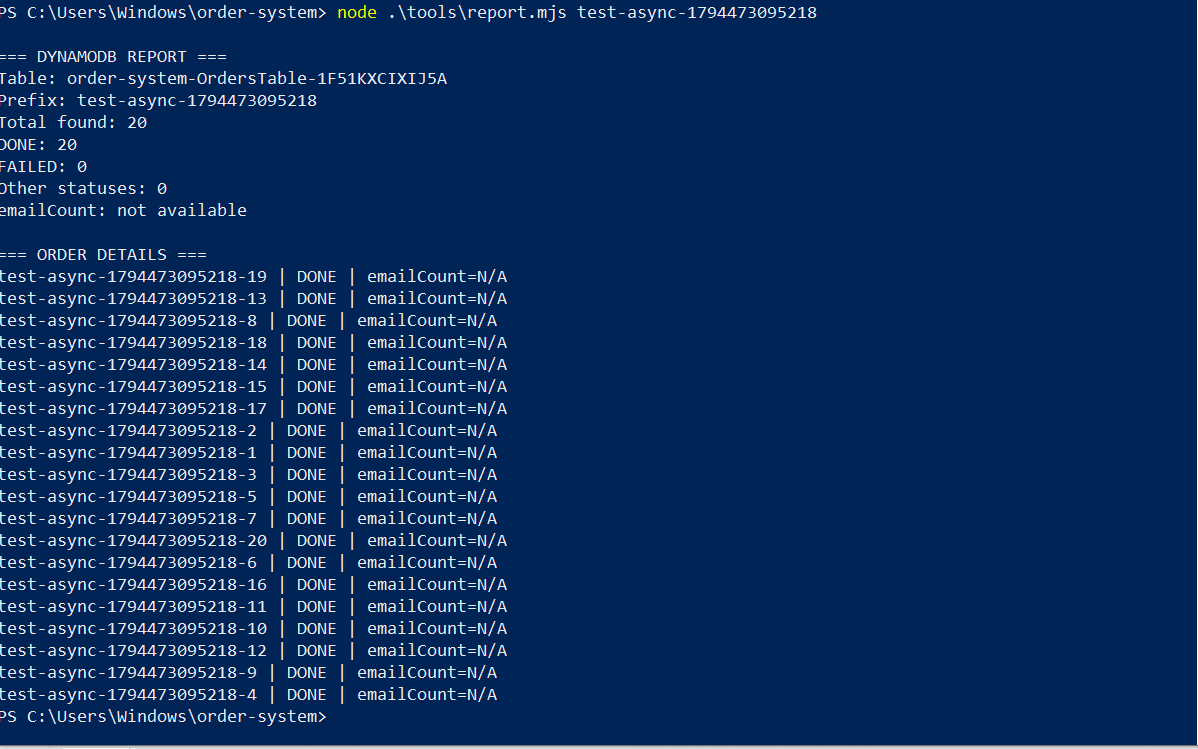 PS C:\Users\Windows\order-system> node .\tools\report.mjs test-async-1794473095218
=== DYNAMODB REPORT ===
Table: order-system-OrdersTable-1F51KXCIXIJ5A
Prefix: test-async-1794473095218
Total found: 20
DONE: 20
FAILED: 0
Other statuses: 0
emailCount: not available
=== ORDER DETAILS ===
test-async-1794473095218-19 | DONE | emailCount=N/A
test-async-1794473095218-13 | DONE | emailCount=N/A
test-async-1794473095218-8 | DONE | emailCount=N/A
test-async-1794473095218-18 | DONE | emailCount=N/A
test-async-1794473095218-14 | DONE | emailCount=N/A
test-async-1794473095218-15 | DONE | emailCount=N/A
test-async-1794473095218-17 | DONE | emailCount=N/A
test-async-1794473095218-2 | DONE | emailCount=N/A
test-async-1794473095218-1 | DONE | emailCount=N/A
test-async-1794473095218-3 | DONE | emailCount=N/A
test-async-1794473095218-5 | DONE | emailCount=N/A
test-async-1794473095218-7 | DONE | emailCount=N/A
test-async-1794473095218-20 | DONE | emailCount=N/A
test-async-1794473095218-6 | DONE | emailCount=N/A
test-async-1794473095218-16 | DONE | emailCount=N/A
test-async-1794473095218-11 | DONE | emailCount=N/A
test-async-1794473095218-10 | DONE | emailCount=N/A
test-async-1794473095218-12 | DONE | emailCount=N/A
test-async-1794473095218-9 | DONE | emailCount=N/A
test-async-1794473095218-4 | DONE | emailCount=N/A
PS C:\Users\Windows\order-system>